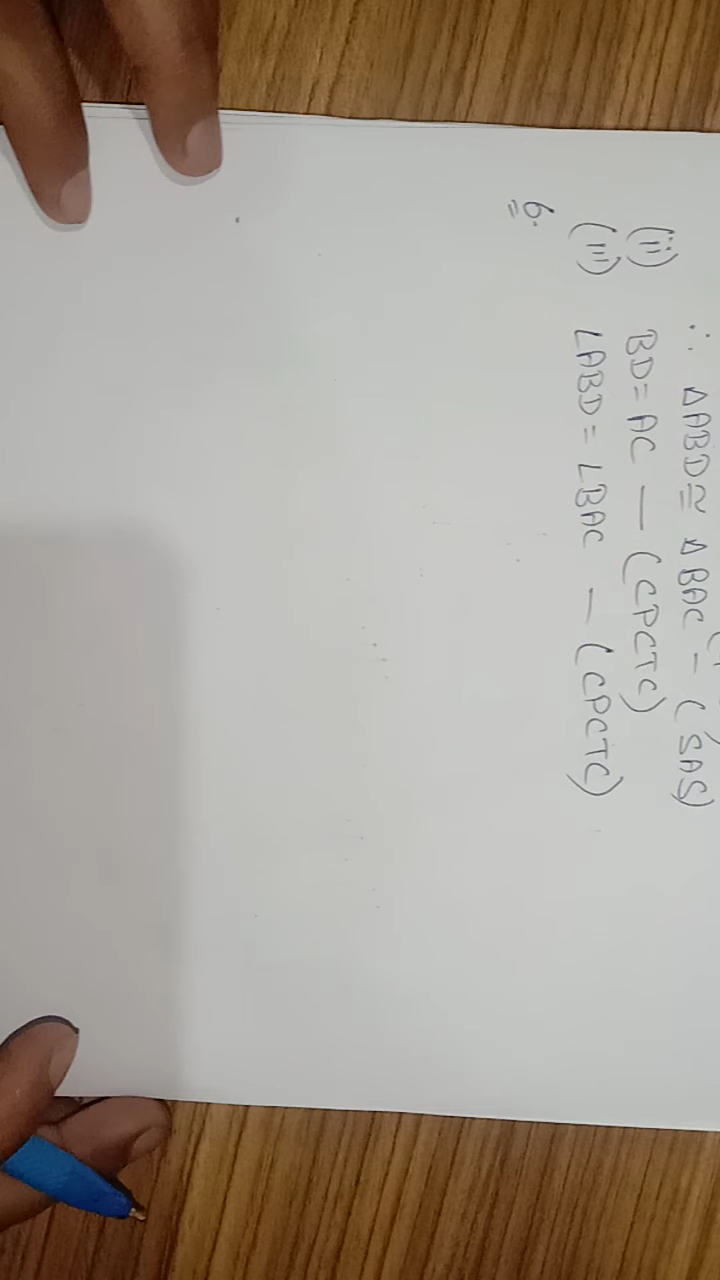 ∴ ΔABD ≅ ΔBAC - (SAS)
(ii) BD = AC — (CPCTC)
(iii) ∠ABD = ∠BAC - (CPCTC)
6.